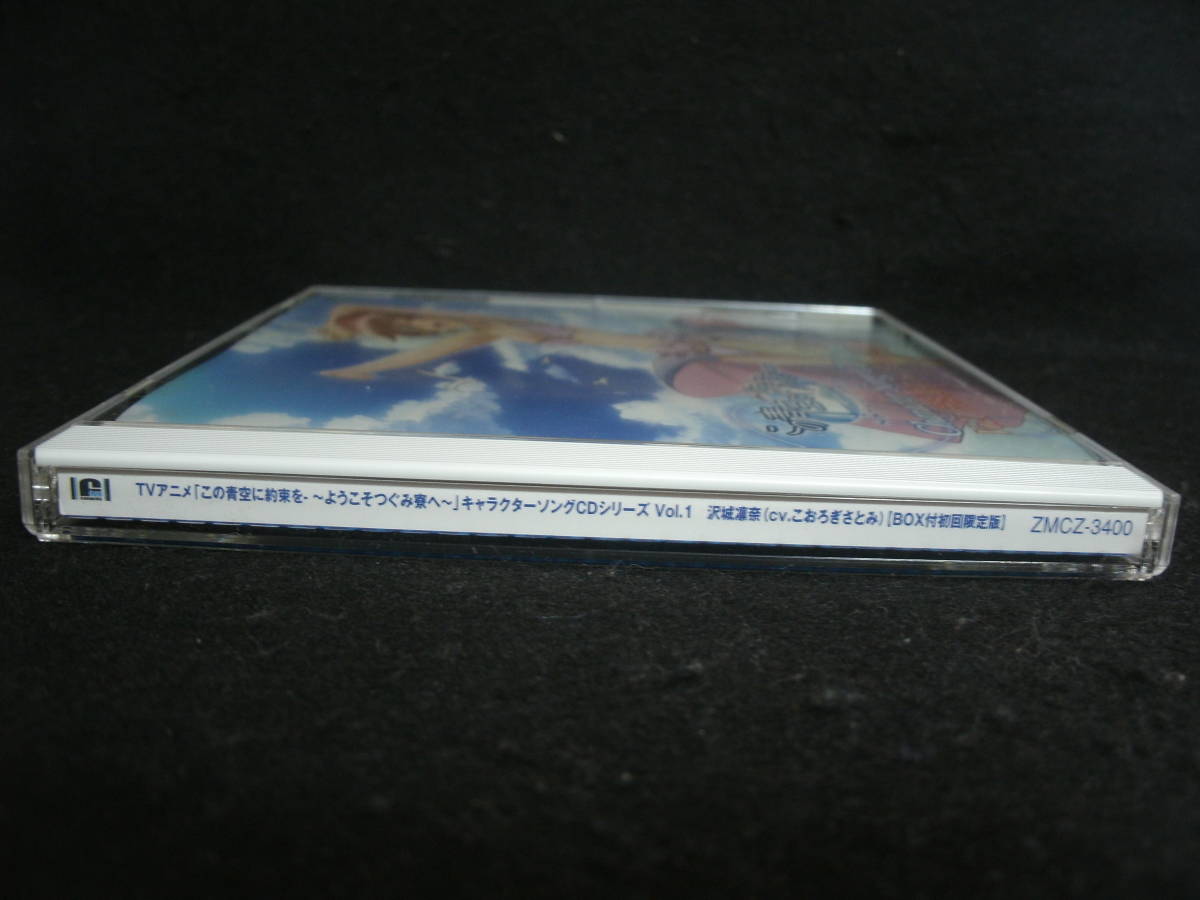 TVアニメ「この青空に約束を- ～ようこそつぐみ寮へ～」キャラクターソングCDシリーズ Vol.1 沢城凛奈（cv.こおろぎさとみ）[BOX付初回限定版] ZMCZ-3400